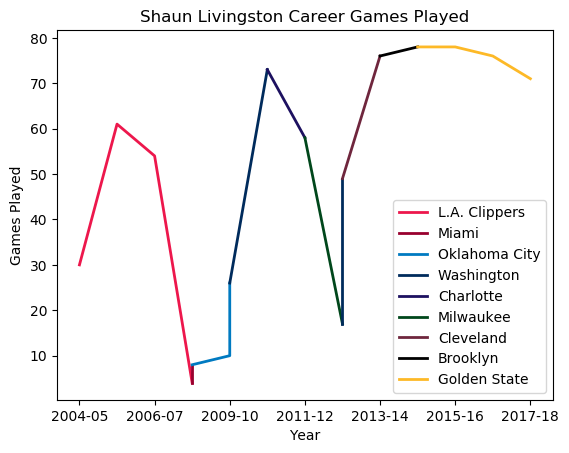 Shaun Livingston Career Games Played
Games Played
80
70
60
50
40
30
20
10
L.A. Clippers
Miami
Oklahoma City
Washington
Charlotte
Milwaukee
Cleveland
Brooklyn
Golden State
2004-05 2006-07 2009-10 2011-12 2013-14 2015-16 2017-18
Year